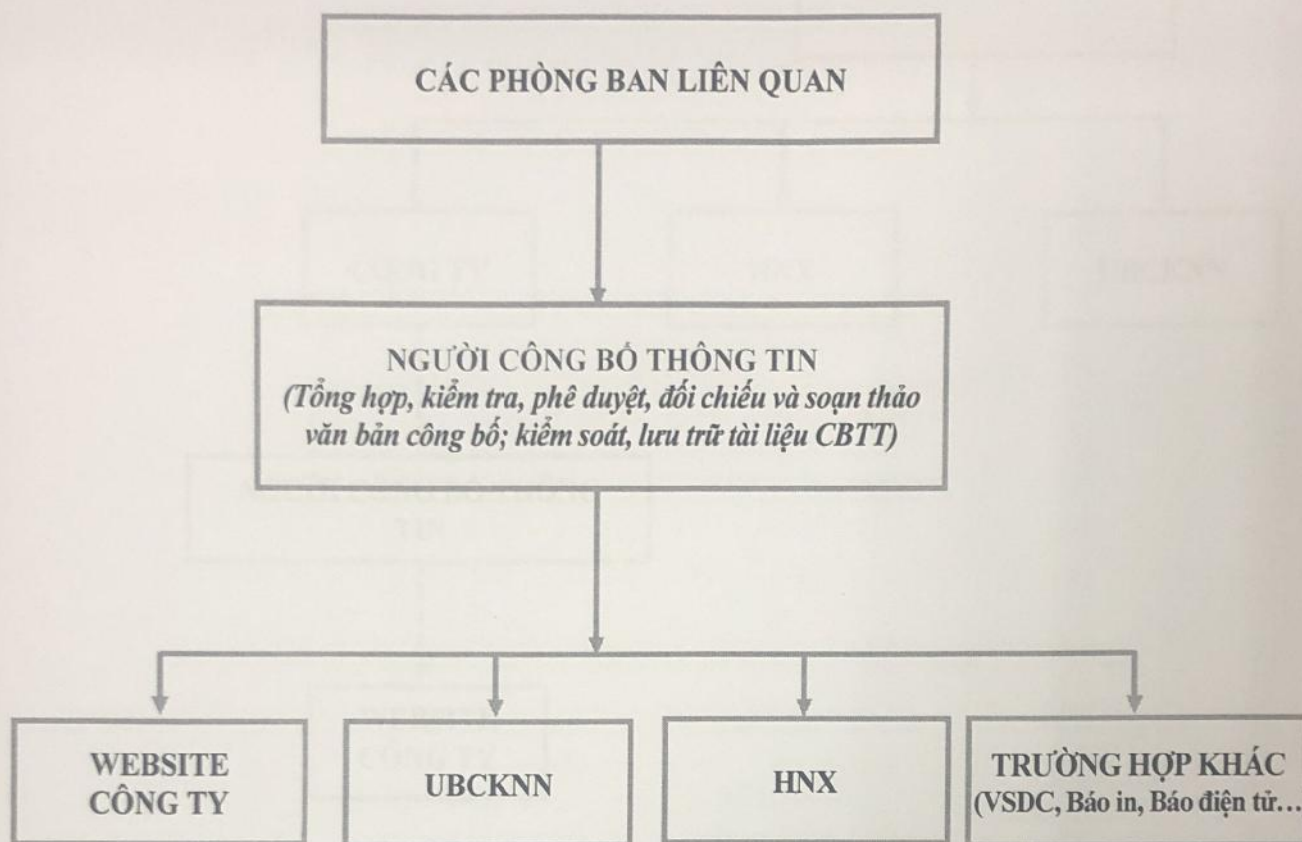 CÁC PHÒNG BAN LIÊN QUAN
NGƯỜI CÔNG BỐ THÔNG TIN
(Tổng hợp, kiểm tra, phê duyệt, đối chiếu và soạn thảo
văn bản công bố; kiểm soát, lưu trữ tài liệu CBTT)
WEBSITE
CÔNG TY
UBCKNN
HNX
TRƯỜNG HỢP KHÁC
(VSDC, Báo in, Báo điện tử…